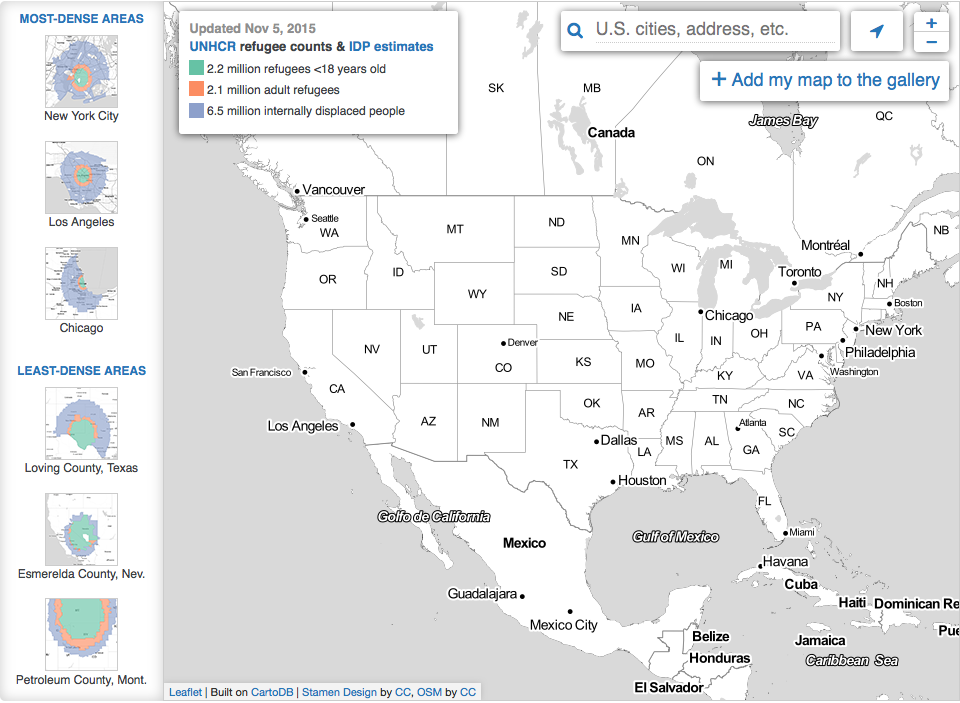 MOST-DENSE AREAS
New York City
Los Angeles
Chicago
LEAST-DENSE AREAS
Loving County, Texas
Esmerelda County, Nev.
Petroleum County, Mont.
Updated Nov 5, 2015
UNHCR refugee counts & IDP estimates
2.2 million refugees <18 years old
2.1 million adult refugees
6.5 million internally displaced people
U.S. cities, address, etc.
+
−
+ Add my map to the gallery
SK
MB
Canada
James Bay
QC
ON
Vancouver
Seattle
WA
MT
ND
MN
NB
Montréal
OR
ID
SD
WI
MI
Toronto
NH
WY
NY
Boston
IA
NE
Chicago
PA
New York
NV
UT
Denver
CO
KS
MO
IL
IN
OH
Philadelphia
San Francisco
CA
KY
VA
Washington
TN
NC
OK
AR
AZ
NM
Los Angeles
Dallas
LA
MS
AL
Atlanta
GA
SC
TX
Houston
FL
Golfo de California
Gulf of Mexico
Miami
Mexico
Havana
Cuba
Guadalajara
Haiti
Dominican Re
Mexico City
Belize
Jamaica
Pue
Honduras
Caribbean Sea
El Salvador
Leaflet | Built on CartoDB | Stamen Design by CC, OSM by CC